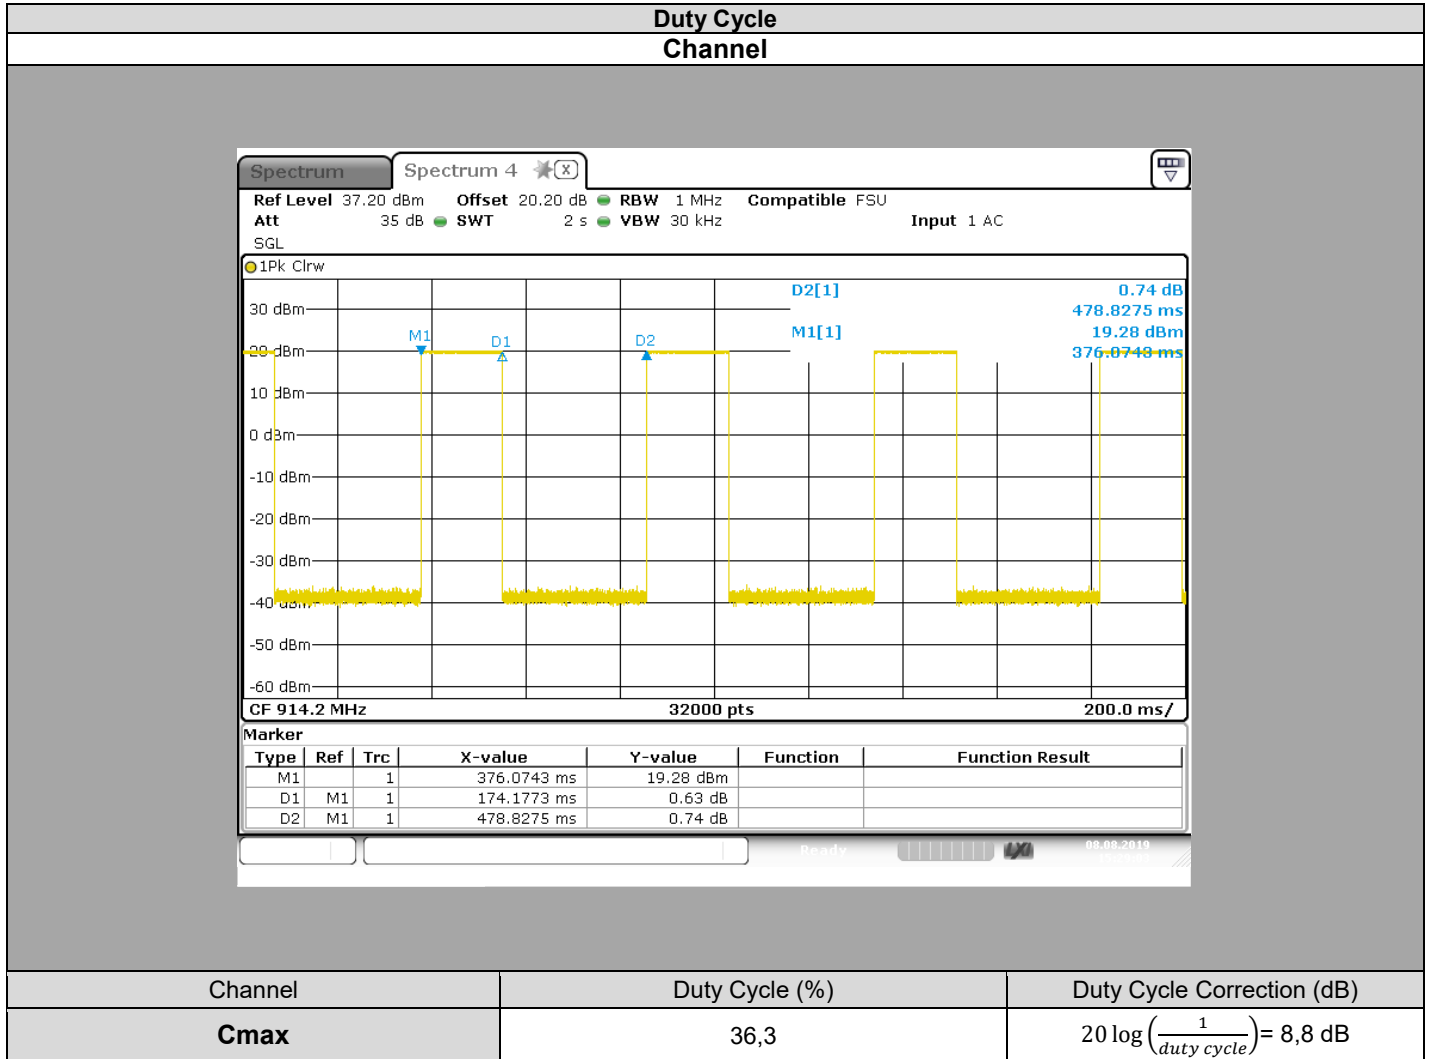 Duty Cycle
Channel
Spectrum Spectrum 4 X
Ref Level 37.20 dBm Offset 20.20 dB RBW 1 MHz Compatible FSU
Att 35 dB SWT 2 s VBW 30 kHz Input 1 AC
SGL
1Pk Clrw
D2[1] 0.74 dB
478.8275 ms
M1[1] 19.28 dBm
376.0743 ms
M1 D1 D2
30 dBm
20 dBm
10 dBm
0 dBm
-10 dBm
-20 dBm
-30 dBm
-40 dBm
-50 dBm
-60 dBm
CF 914.2 MHz 32000 pts 200.0 ms/
Marker
Type Ref Trc X-value Y-value Function Function Result
M1 1 376.0743 ms 19.28 dBm
D1 M1 1 174.1773 ms 0.63 dB
D2 M1 1 478.8275 ms 0.74 dB
Ready LXI 08.08.2019
Channel Duty Cycle (%) Duty Cycle Correction (dB)
Cmax 36,3 20 log(1/duty cycle)= 8,8 dB